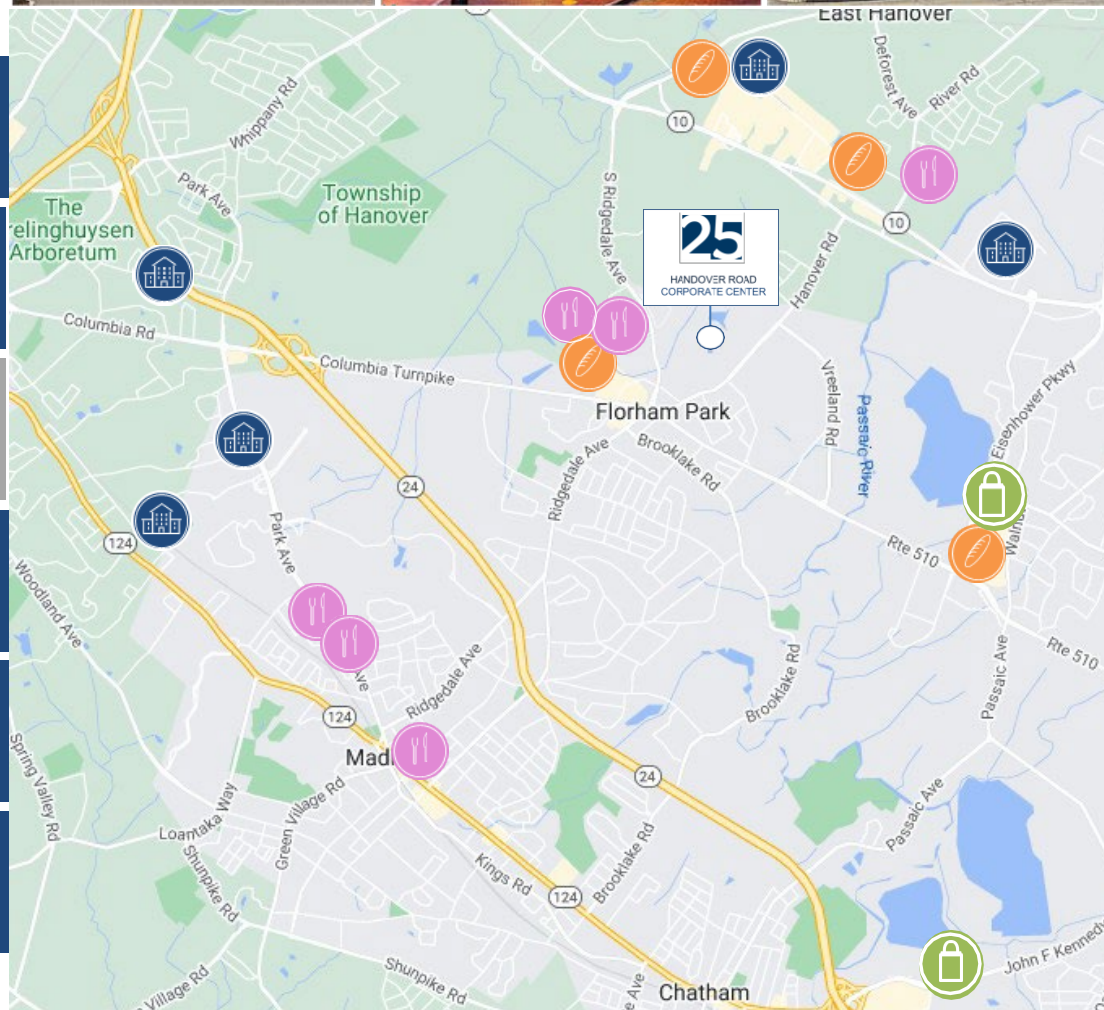 East Hanover
Deforest Ave
River Rd
Whippany Rd
10
10
Park Ave
Township
of Hanover
The
relinghuysen
Arboretum
S Ridgedale Ave
25
HANDOVER ROAD
CORPORATE CENTER
Hanover Rd
10
Columbia Rd
Columbia Turnpike
Vreeland Rd
Passaic River
Eisenhower Pkwy
Florham Park
Ridgedale Ave
Brooklake Rd
24
Park Ave
124
Rte 510
Woodland Ave
Rte 510
Passaic Ave
Ridgedale Ave
Brooklake Rd
124
Spring Valley Rd
24
Green Village Rd
Loantaka Way
Passaic Ave
Shunpike Rd
Kings Rd
Brooklake Rd
124
Shunpike Rd
Village Rd
Chatham
John F Kennedy